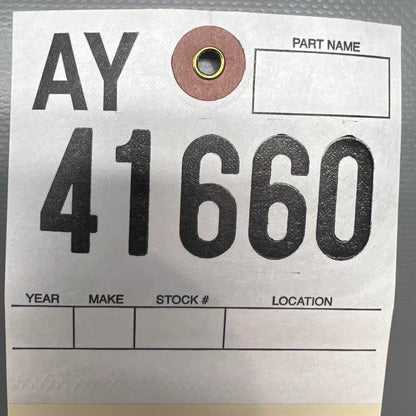 AY
PART NAME
41660
YEAR MAKE STOCK # LOCATION